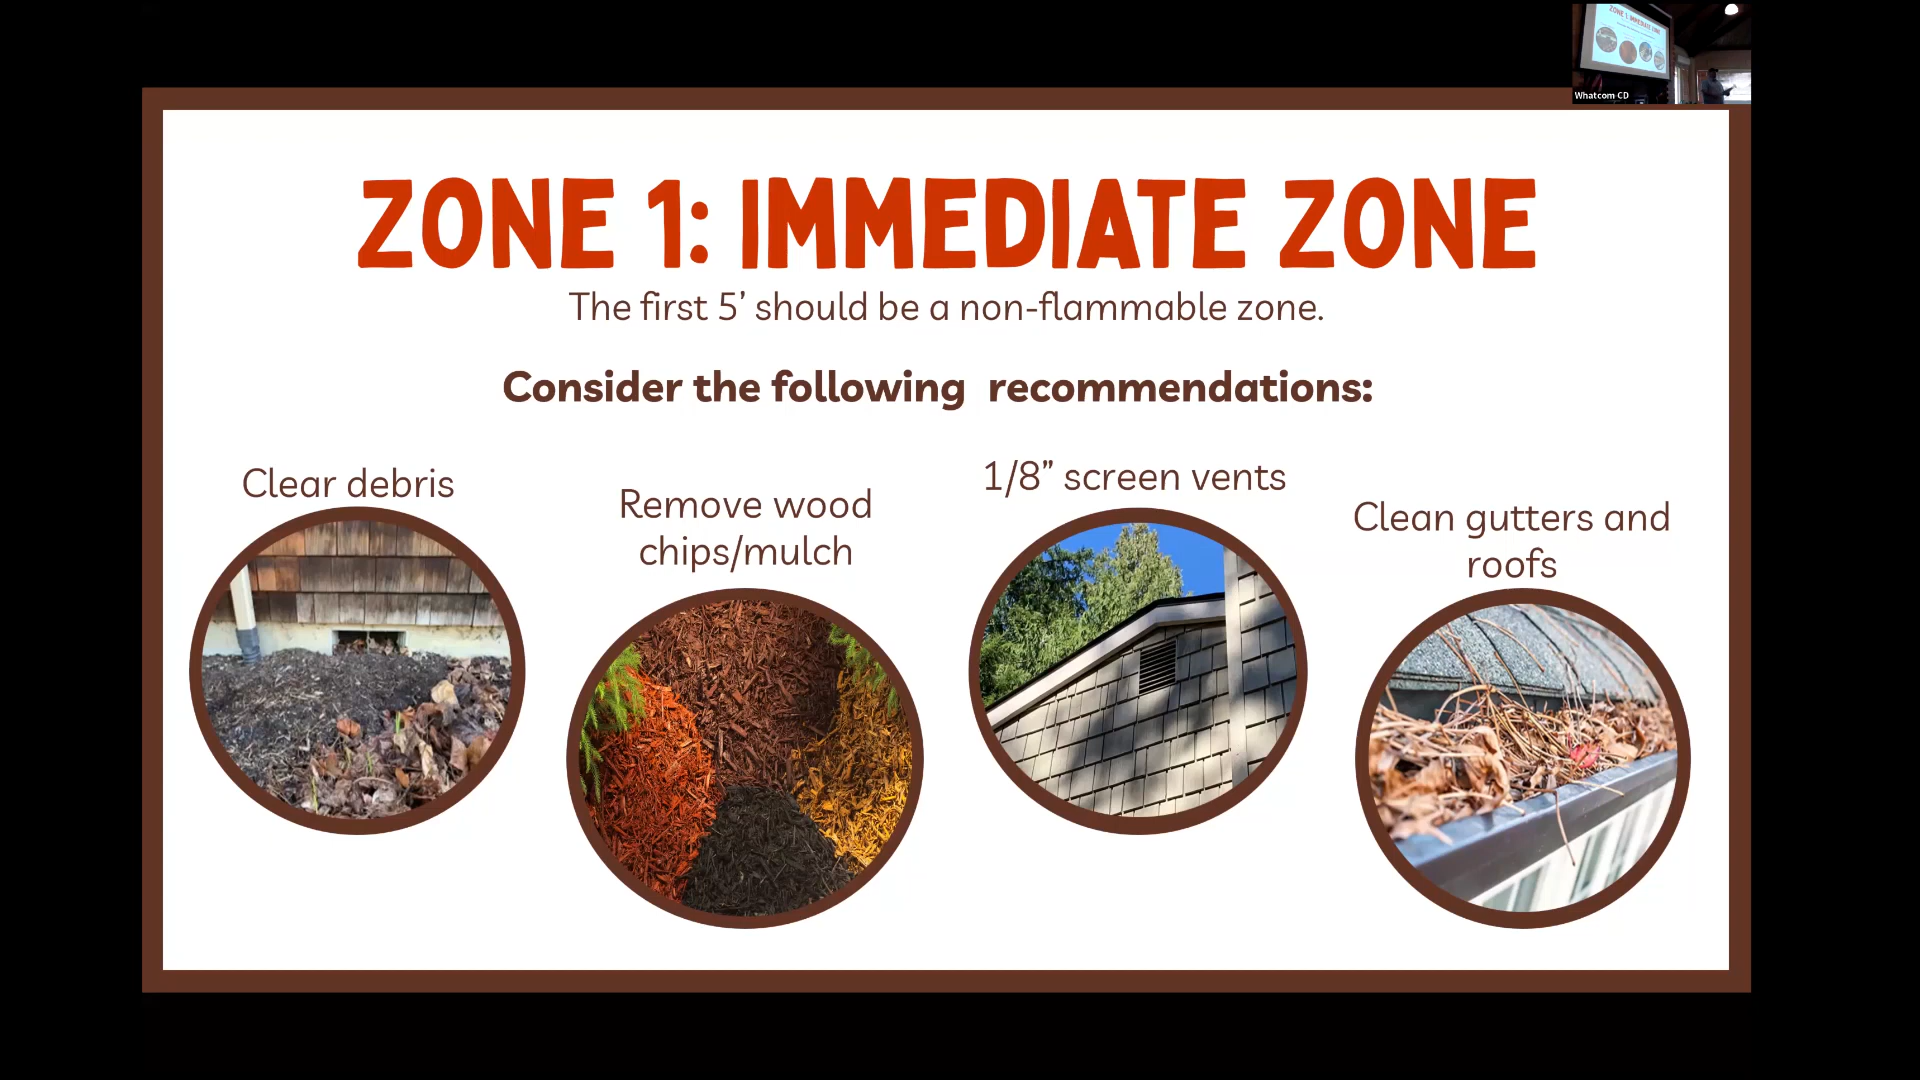 Whatcom CD
ZONE 1: IMMEDIATE ZONE
The first 5’ should be a non-flammable zone.
Consider the following recommendations:
Clear debris
Remove wood
chips/mulch
1/8” screen vents
Clean gutters and
roofs